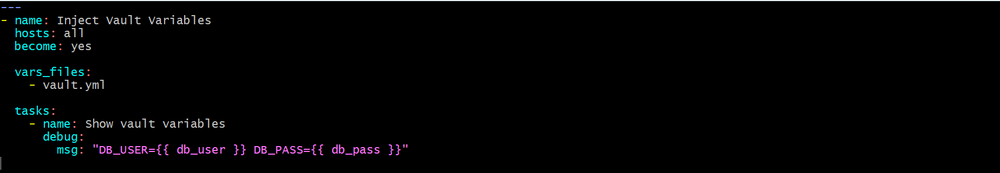 ---
- name: Inject Vault Variables
  hosts: all
  become: yes

  vars_files:
    - vault.yml

  tasks:
    - name: Show vault variables
      debug:
        msg: "DB_USER={{ db_user }} DB_PASS={{ db_pass }}"